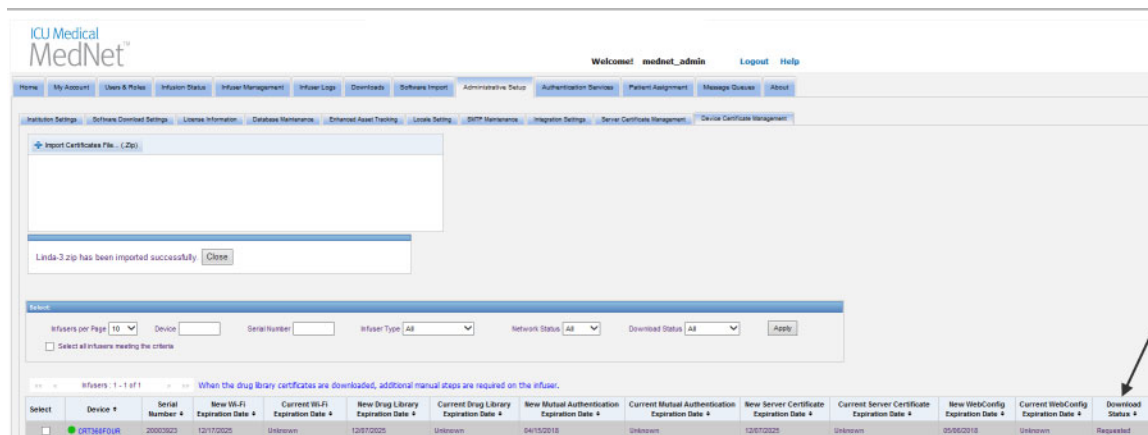 ICU Medical
MedNet™
Welcome! mednet_admin Logout Help
Home My Account Users & Roles Infusion Status Infuser Management Infuser Logs Downloads Software Import Administrative Setup Authentication Services Patient Assignment Message Queues About
Institution Settings Software Download Settings License Information Database Maintenance Enhanced Asset Tracking Locale Setting SMTP Maintenance Integration Settings Server Certificate Management Device Certificate Management
Import Certificates File... (.Zip)
Linda-3.zip has been imported successfully. Close
Select:
Infusers per Page 10 Device Serial Number Infuser Type All Network Status All Download Status All Apply
Select all infusers meeting the criteria
Infusers : 1 - 1 of 1 When the drug library certificates are downloaded, additional manual steps are required on the infuser.
Select Device Serial Number New Wi-Fi Expiration Date Current Wi-Fi Expiration Date New Drug Library Expiration Date Current Drug Library Expiration Date New Mutual Authentication Expiration Date Current Mutual Authentication Expiration Date New Server Certificate Expiration Date Current Server Certificate Expiration Date New WebConfig Expiration Date Current WebConfig Expiration Date Download Status
CRT360FOUR 20003923 12/17/2025 Unknown 12/07/2025 Unknown 04/15/2018 Unknown 12/07/2025 Unknown 05/06/2018 Unknown Requested